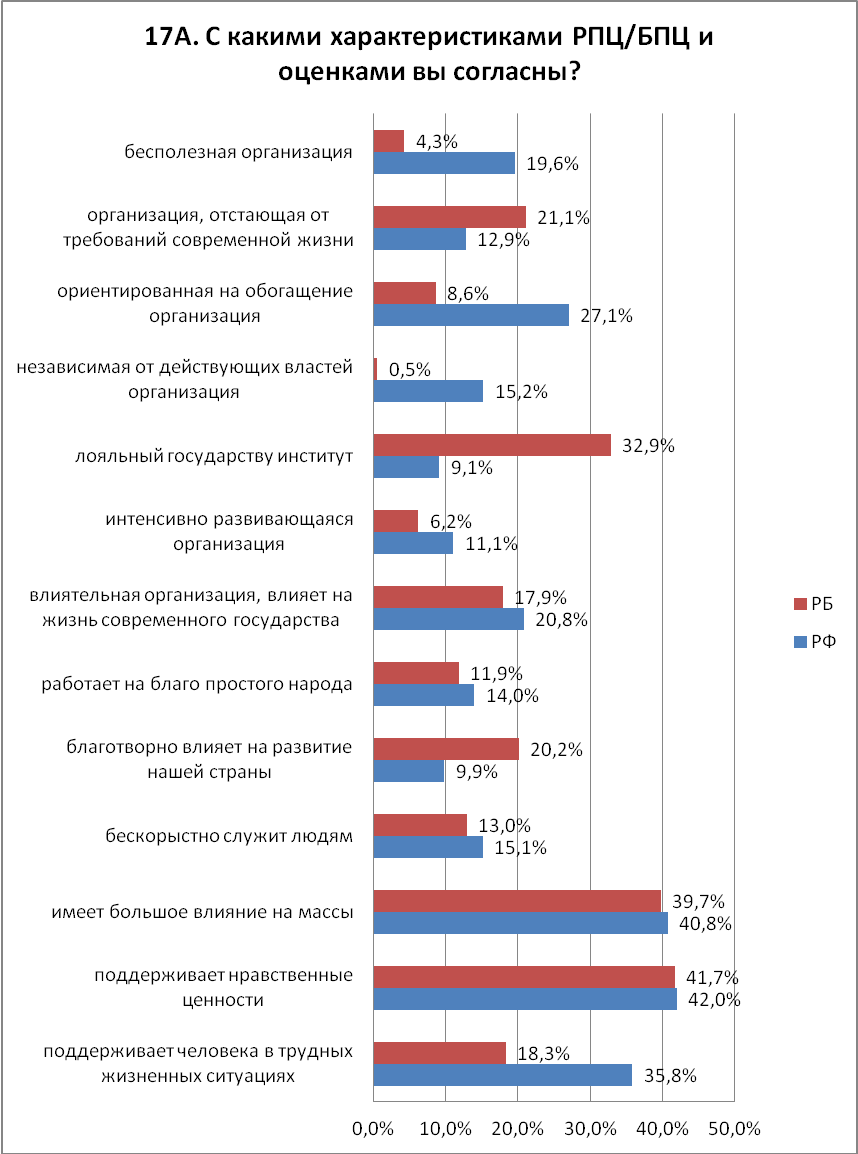 17А. С какими характеристиками РПЦ/БПЦ и
оценками вы согласны?
бесполезная организация
4,3%
19,6%
организация, отстающая от
требований современной жизни
21,1%
12,9%
ориентированная на обогащение
организация
8,6%
27,1%
независимая от действующих властей
организация
0,5%
15,2%
лояльный государству институт
32,9%
9,1%
интенсивно развивающаяся
организация
6,2%
11,1%
влиятельная организация, влияет на
жизнь современного государства
17,9%
20,8%
работает на благо простого народа
11,9%
14,0%
благотворно влияет на развитие
нашей страны
20,2%
9,9%
бескорыстно служит людям
13,0%
15,1%
имеет большое влияние на массы
39,7%
40,8%
поддерживает нравственные
ценности
41,7%
42,0%
поддерживает человека в трудных
жизненных ситуациях
18,3%
35,8%
РБ
РФ
0,0% 10,0% 20,0% 30,0% 40,0% 50,0%